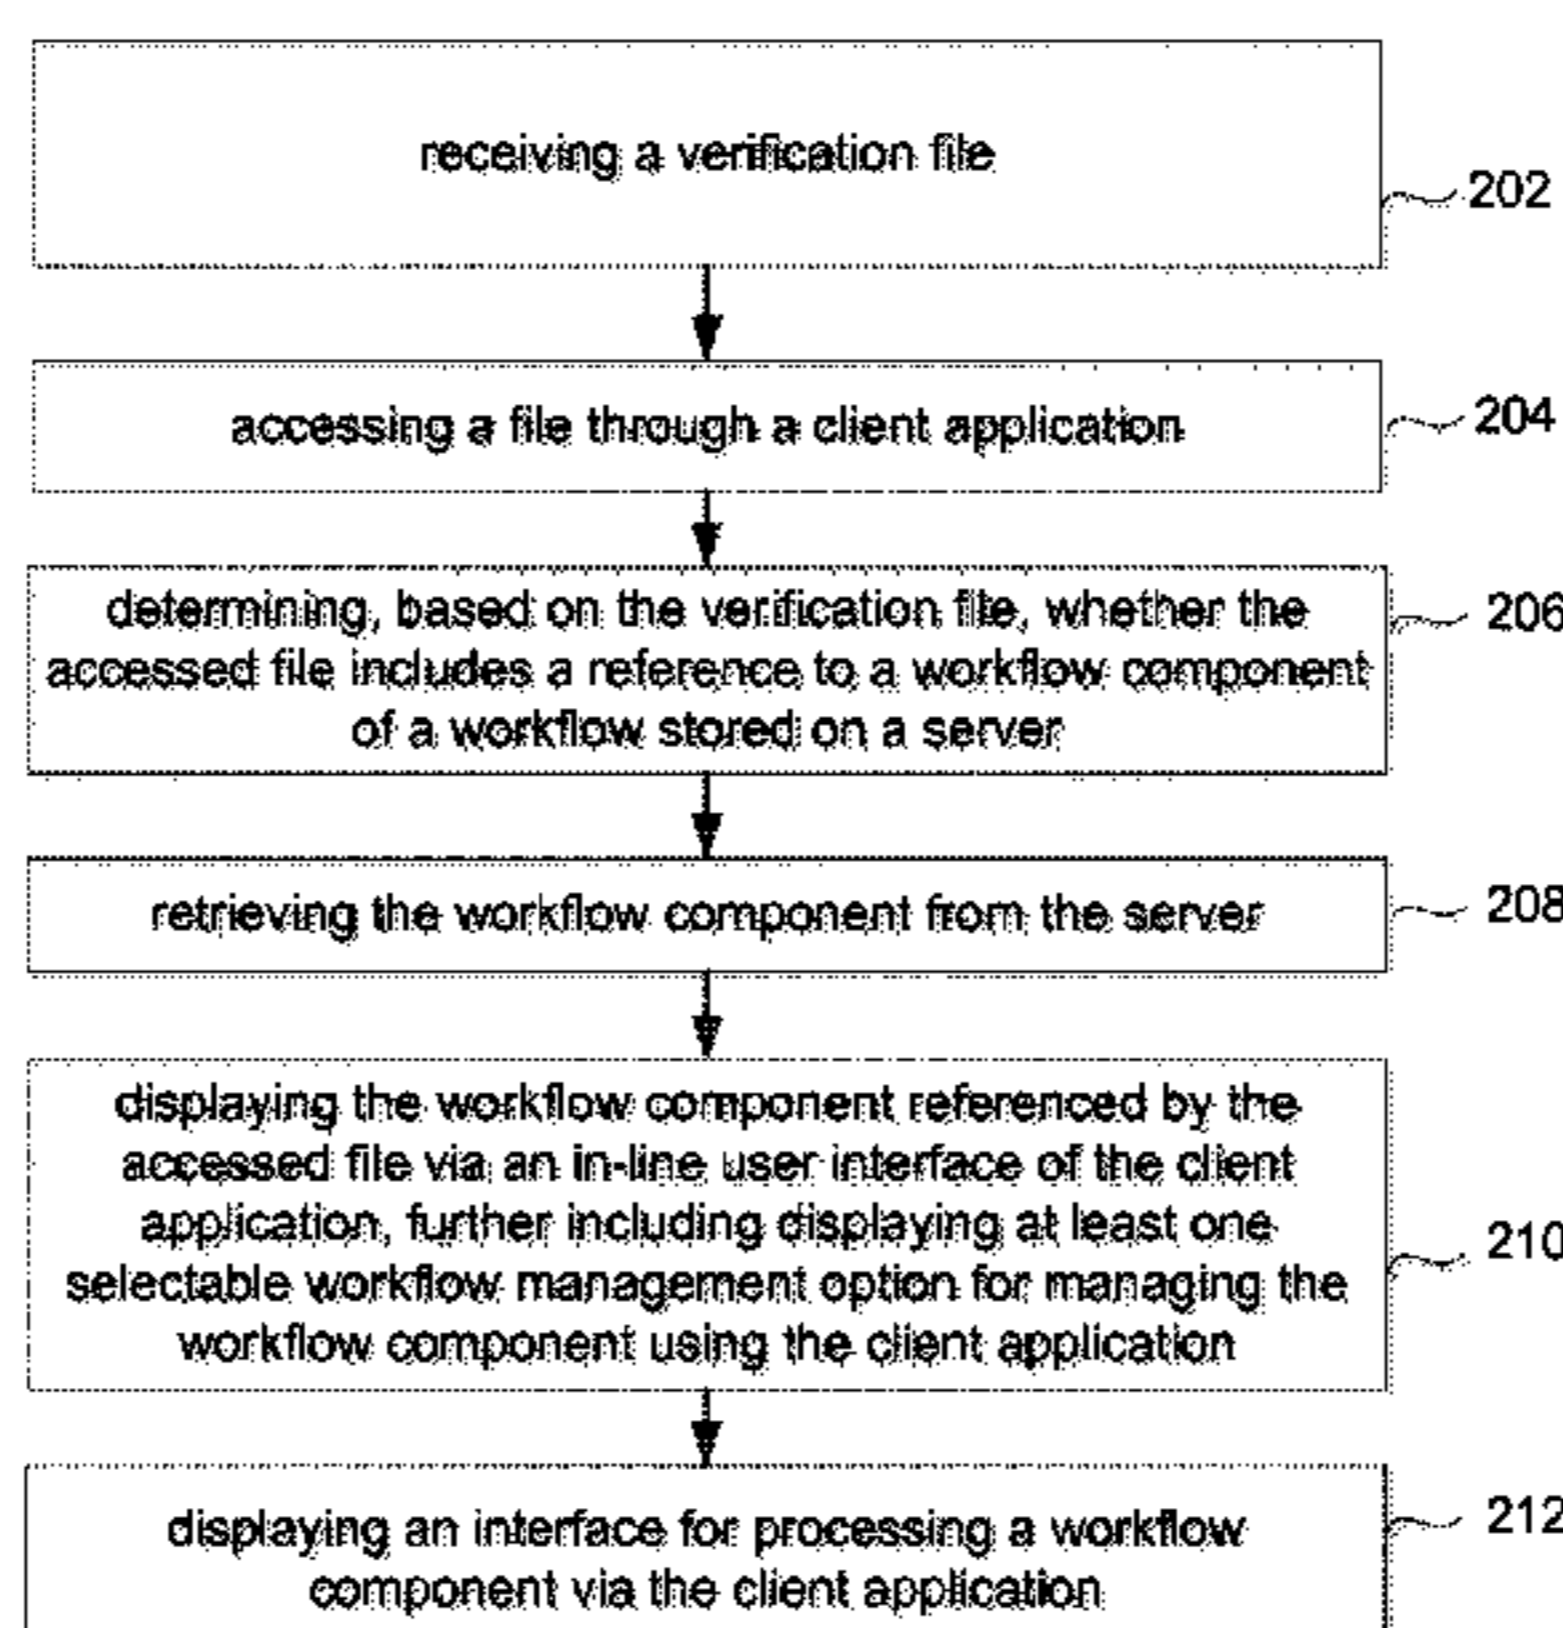 receiving a verification file
202
accessing a file through a client application
204
determining, based on the verification file, whether the
accessed file includes a reference to a workflow component
of a workflow stored on a server
206
retrieving the workflow component from the server
208
displaying the workflow component referenced by the
accessed file via an in-line user interface of the client
application, further including displaying at least one
selectable workflow management option for managing the
workflow component using the client application
210
displaying an interface for processing a workflow
component via the client application
212